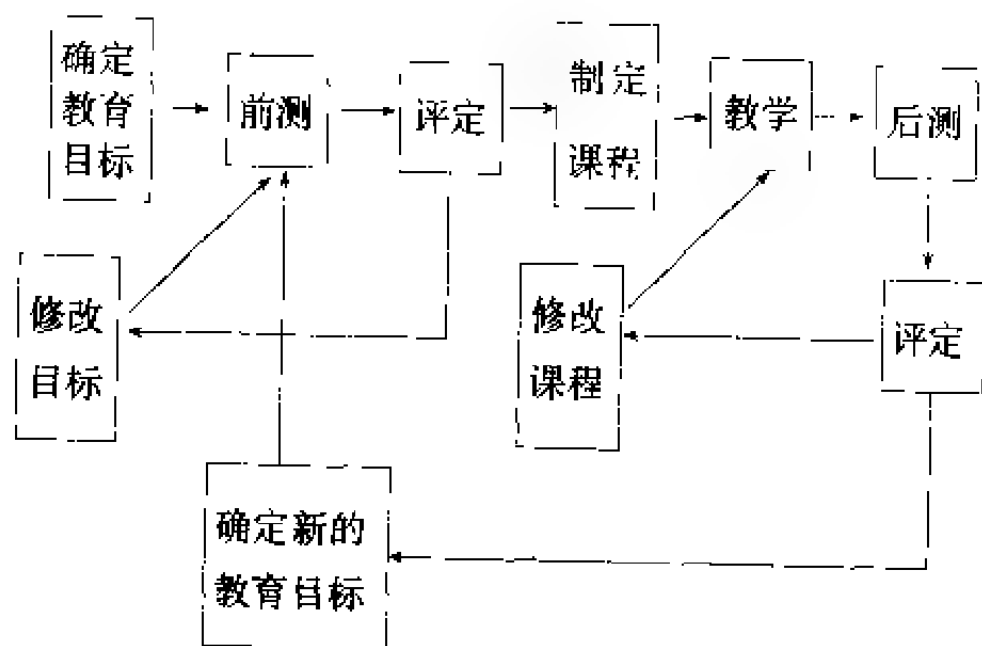 确定
教育
目标
前测
评定
制定
课程
教学
后测
修改
目标
修改
课程
评定
确定新的
教育目标